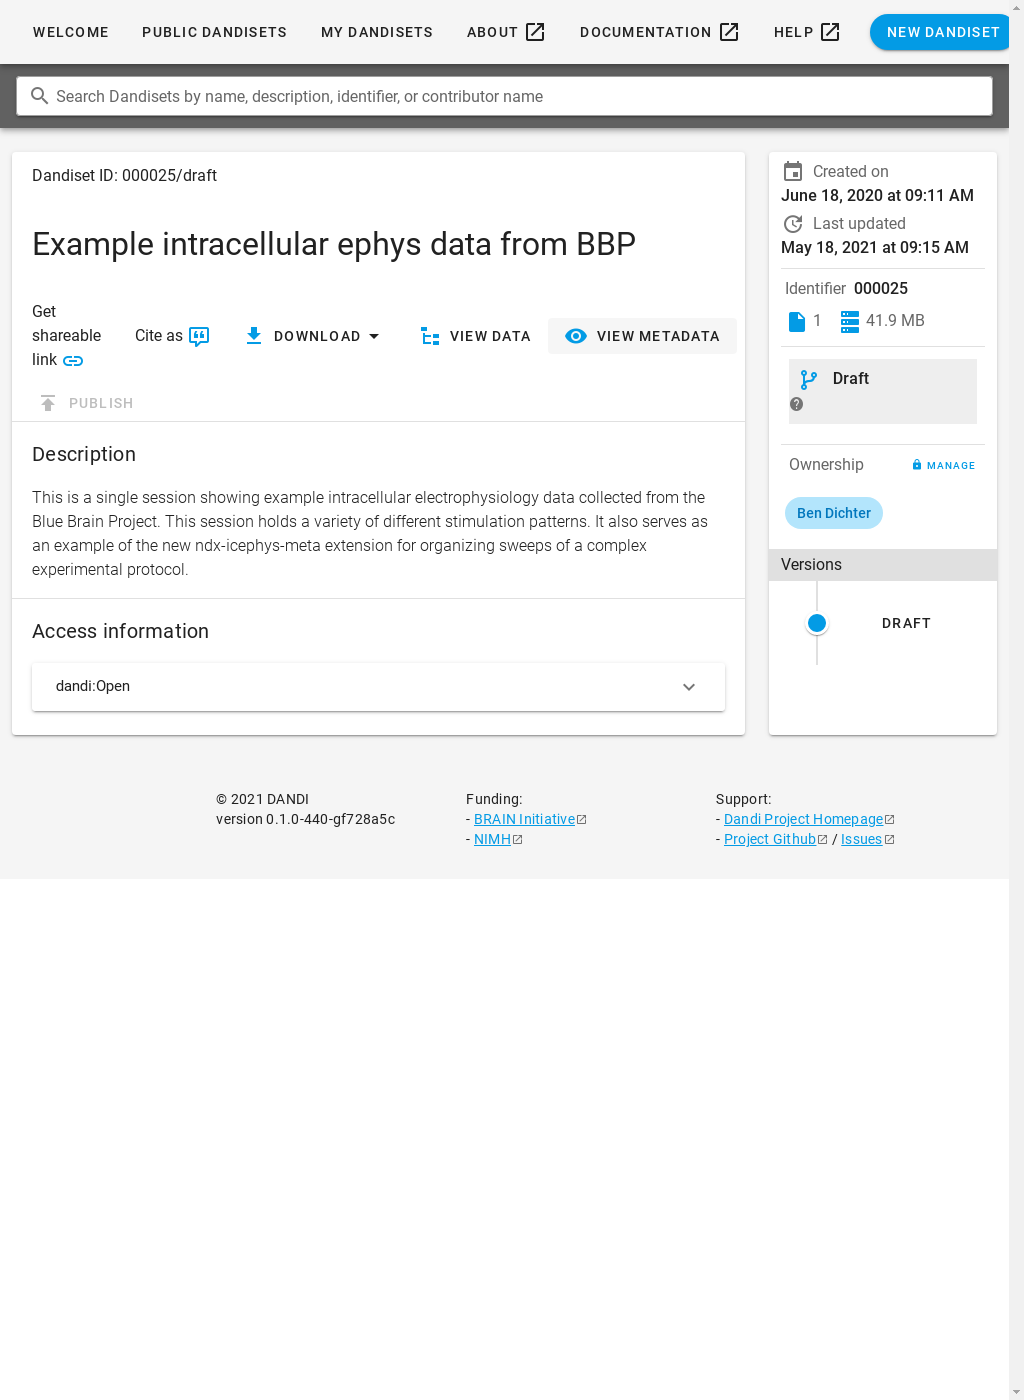 WELCOME PUBLIC DANDISETS MY DANDISETS ABOUT DOCUMENTATION HELP NEW DANDISET
Search Dandisets by name, description, identifier, or contributor name
Dandiset ID: 000025/draft
Example intracellular ephys data from BBP
Get
shareable
link
Cite as
DOWNLOAD
VIEW DATA
VIEW METADATA
PUBLISH
Description
This is a single session showing example intracellular electrophysiology data collected from the
Blue Brain Project. This session holds a variety of different stimulation patterns. It also serves as
an example of the new ndx-icephys-meta extension for organizing sweeps of a complex
experimental protocol.
Access information
dandi:Open
Created on
June 18, 2020 at 09:11 AM
Last updated
May 18, 2021 at 09:15 AM
Identifier 000025
1 41.9 MB
Draft
Ownership MANAGE
Ben Dichter
Versions
DRAFT
© 2021 DANDI
version 0.1.0-440-gf728a5c
Funding:
- BRAIN Initiative
- NIMH
Support:
- Dandi Project Homepage
- Project Github / Issues